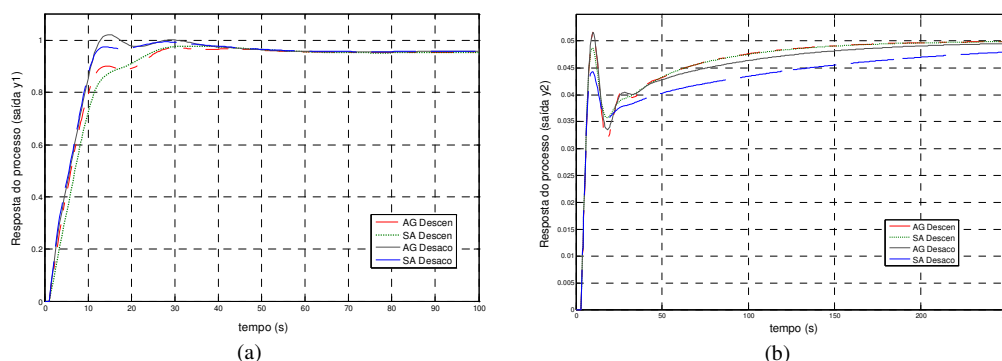 Resposta do processo (saída y1)
1
0.8
0.6
0.4
0.2
0
0 10 20 30 40 50 60 70 80 90 100
tempo (s)
AG Descen
SA Descen
AG Desaco
SA Desaco
(a)
Resposta do processo (saída y2)
0.05
0.045
0.04
0.035
0.03
0.025
0.02
0.015
0.01
0.005
0
0 50 100 150 200
tempo (s)
AG Descen
SA Descen
AG Desaco
SA Desaco
(b)